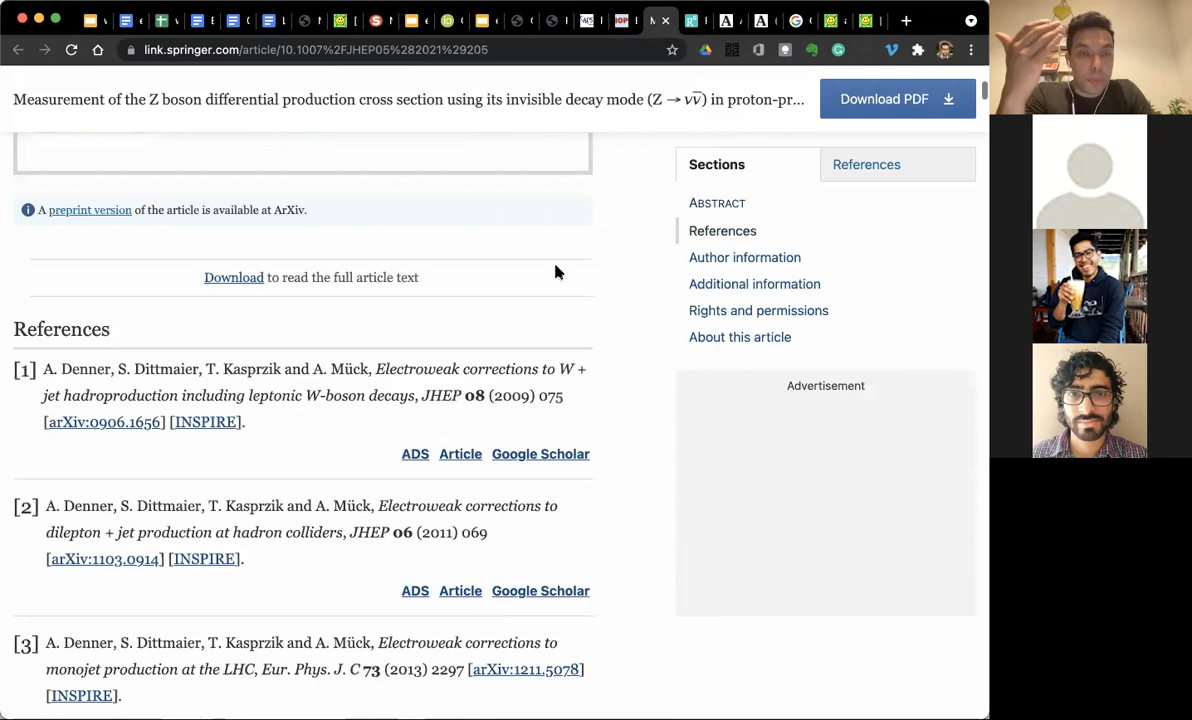 link.springer.com/article/10.1007%2FJHEP05%282021%29205
Measurement of the Z boson differential production cross section using its invisible decay mode (Z → νν̅) in proton-pr...
Download PDF
A preprint version of the article is available at ArXiv.
Download to read the full article text
References
[1] A. Denner, S. Dittmaier, T. Kasprzik and A. Mück, Electroweak corrections to W +
jet hadroproduction including leptonic W-boson decays, JHEP 08 (2009) 075
[arXiv:0906.1656] [INSPIRE].
ADS Article Google Scholar
[2] A. Denner, S. Dittmaier, T. Kasprzik and A. Mück, Electroweak corrections to
dilepton + jet production at hadron colliders, JHEP 06 (2011) 069
[arXiv:1103.0914] [INSPIRE].
ADS Article Google Scholar
[3] A. Denner, S. Dittmaier, T. Kasprzik and A. Mück, Electroweak corrections to
monojet production at the LHC, Eur. Phys. J. C 73 (2013) 2297 [arXiv:1211.5078]
[INSPIRE].
Sections
References
ABSTRACT
References
Author information
Additional information
Rights and permissions
About this article
Advertisement